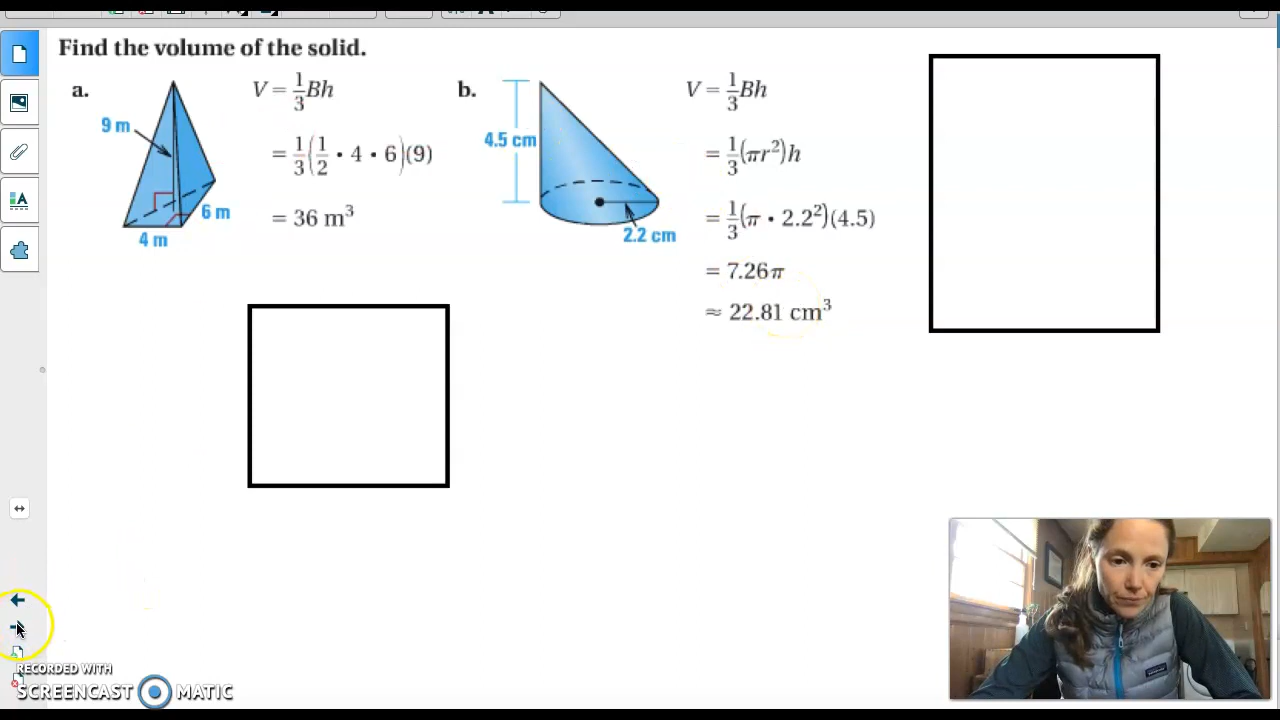 Find the volume of the solid.
a.
9 m
6 m
4 m
V = 1/3 Bh
= 1/3 (1/2 • 4 • 6)(9)
= 36 m³
b.
4.5 cm
2.2 cm
V = 1/3 Bh
= 1/3 (πr²)h
= 1/3 (π • 2.2²)(4.5)
= 7.26π
≈ 22.81 cm³
RECORDED WITH
SCREENCAST MATIC